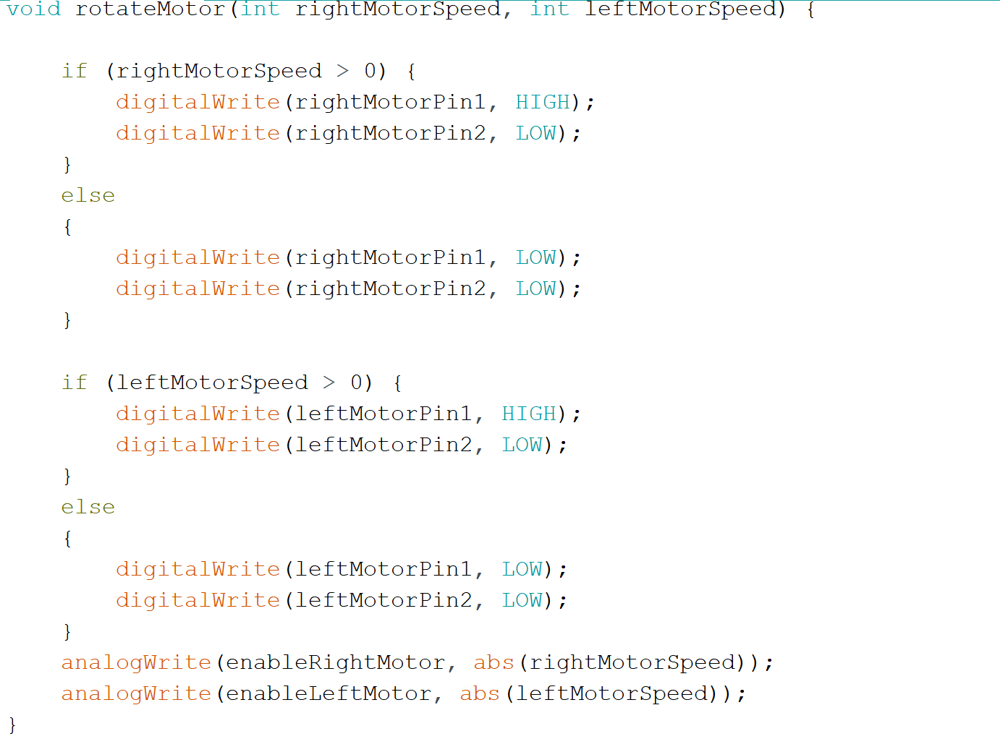 void rotateMotor(int rightMotorSpeed, int leftMotorSpeed) {
if (rightMotorSpeed > 0) {
digitalWrite(rightMotorPin1, HIGH);
digitalWrite(rightMotorPin2, LOW);
}
else
{
digitalWrite(rightMotorPin1, LOW);
digitalWrite(rightMotorPin2, LOW);
}
if (leftMotorSpeed > 0) {
digitalWrite(leftMotorPin1, HIGH);
digitalWrite(leftMotorPin2, LOW);
}
else
{
digitalWrite(leftMotorPin1, LOW);
digitalWrite(leftMotorPin2, LOW);
}
analogWrite(enableRightMotor, abs(rightMotorSpeed));
analogWrite(enableLeftMotor, abs(leftMotorSpeed));
}